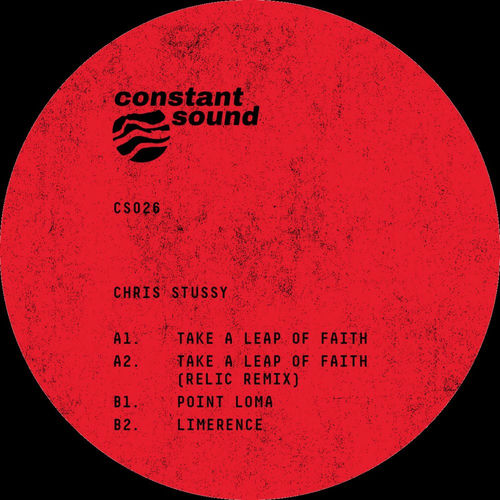 constant
sound
CS026
CHRIS STUSSY
A1. TAKE A LEAP OF FAITH
A2. TAKE A LEAP OF FAITH
(RELIC REMIX)
B1. POINT LOMA
B2. LIMERENCE